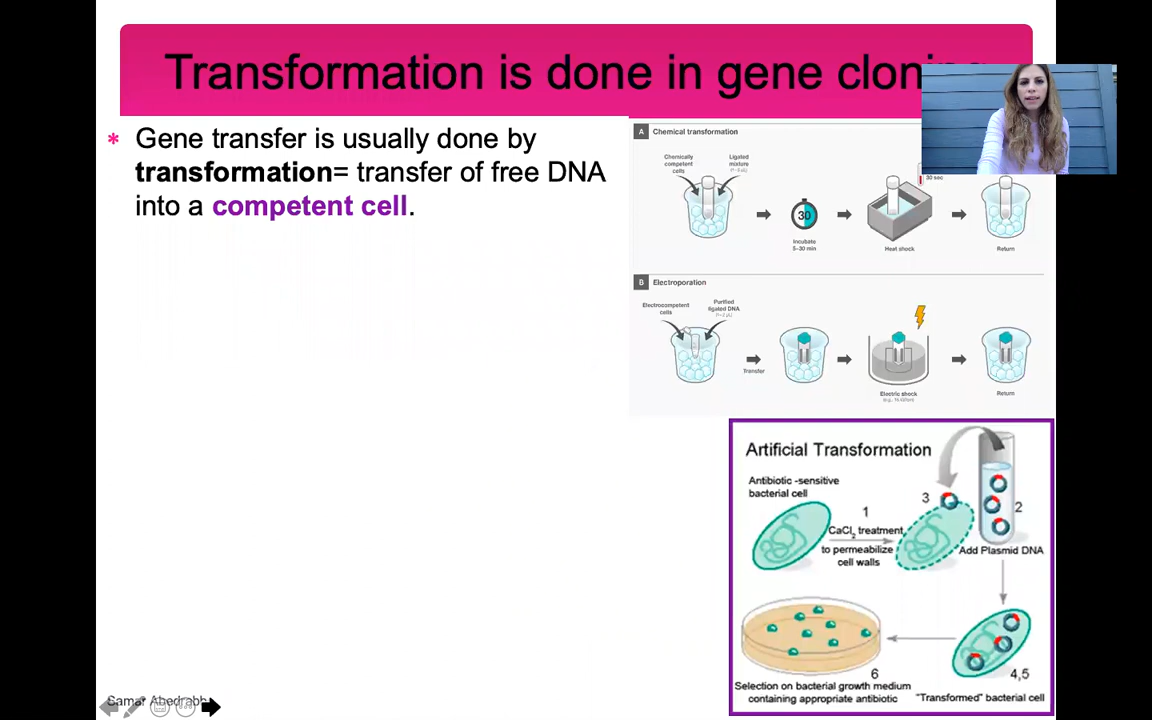 Transformation is done in gene cloning
* Gene transfer is usually done by
transformation= transfer of free DNA
into a competent cell.
A Chemical transformation
Chemically
competent
cells
Ligated
mixture
30 sec
30
Incubate
5–30 min
Heat shock
Return
B Electroporation
Electrocompetent
cells
Purified
ligated DNA
Transfer
Electric shock
Return
Artificial Transformation
Antibiotic -sensitive
bacterial cell
1
CaCl2 treatment
to permeabilize
cell walls
3
2
Add Plasmid DNA
4,5
"Transformed" bacterial cell
6
Selection on bacterial growth medium
containing appropriate antibiotic
Samar